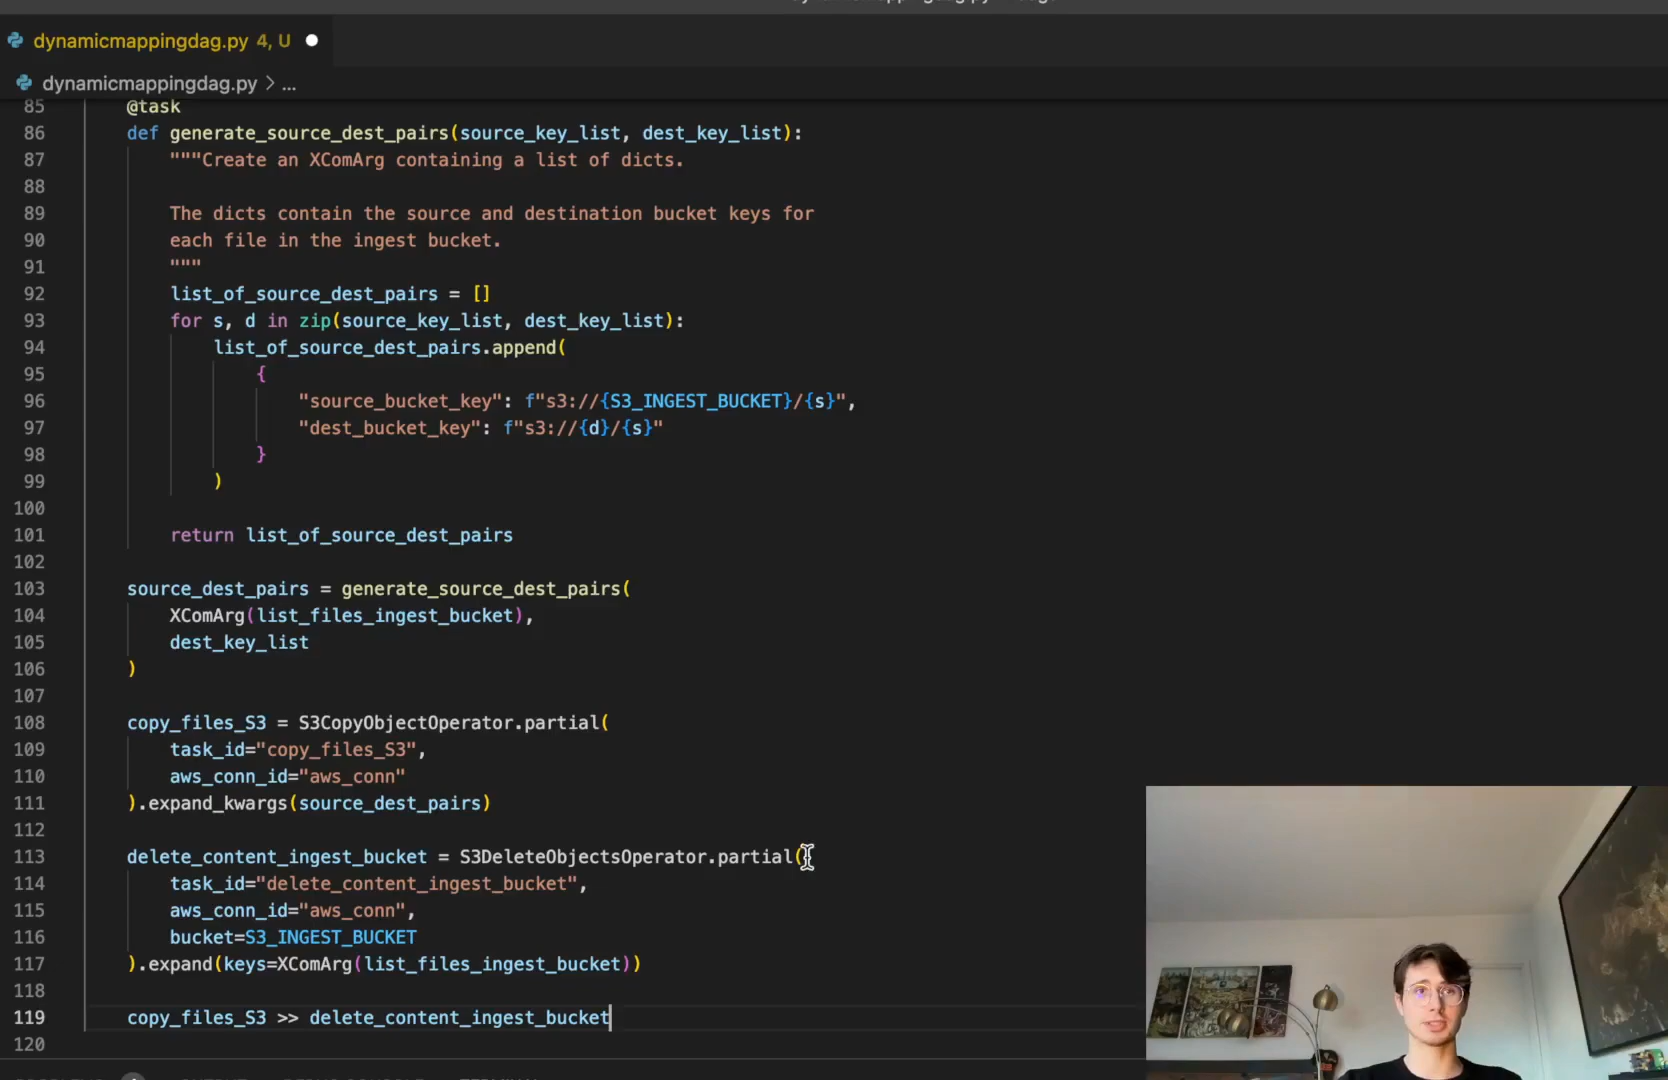 dynamicmappingdag.py 4, U
dynamicmappingdag.py > ...
85 @task
86 def generate_source_dest_pairs(source_key_list, dest_key_list):
87 """Create an XComArg containing a list of dicts.
88
89 The dicts contain the source and destination bucket keys for
90 each file in the ingest bucket.
91 """
92 list_of_source_dest_pairs = []
93 for s, d in zip(source_key_list, dest_key_list):
94 list_of_source_dest_pairs.append(
95 {
96 "source_bucket_key": f"s3://{S3_INGEST_BUCKET}/{s}",
97 "dest_bucket_key": f"s3://{d}/{s}"
98 }
99 )
100
101 return list_of_source_dest_pairs
102
103 source_dest_pairs = generate_source_dest_pairs(
104 XComArg(list_files_ingest_bucket),
105 dest_key_list
106 )
107
108 copy_files_S3 = S3CopyObjectOperator.partial(
109 task_id="copy_files_S3",
110 aws_conn_id="aws_conn"
111 ).expand_kwargs(source_dest_pairs)
112
113 delete_content_ingest_bucket = S3DeleteObjectsOperator.partial(
114 task_id="delete_content_ingest_bucket",
115 aws_conn_id="aws_conn",
116 bucket=S3_INGEST_BUCKET
117 ).expand(keys=XComArg(list_files_ingest_bucket))
118
119 copy_files_S3 >> delete_content_ingest_bucket
120